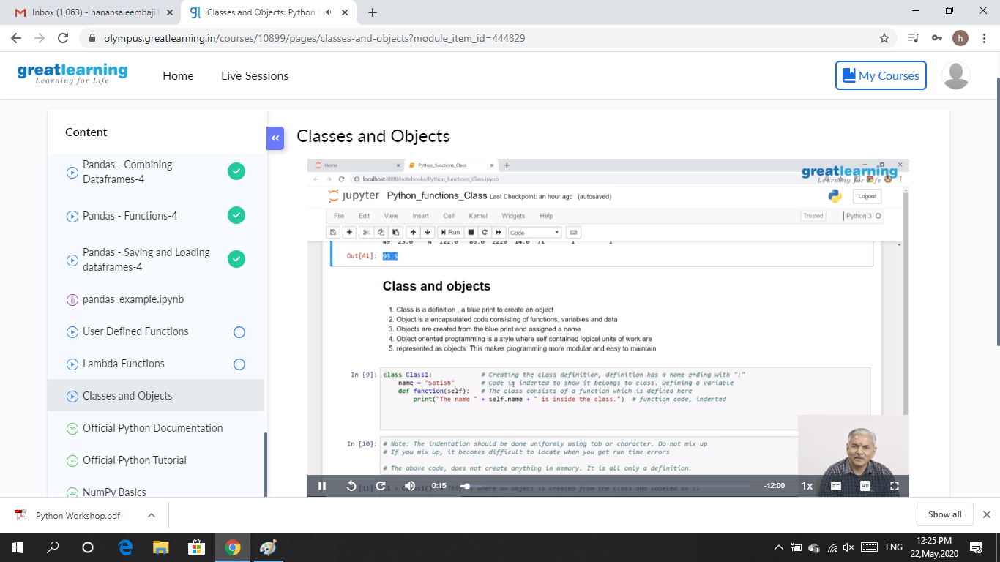 Inbox (1,063) - hanansaleembaji1
Classes and Objects: Python
olympus.greatlearning.in/courses/10899/pages/classes-and-objects?module_item_id=444829
h
greatlearning
Learning for Life
Home
Live Sessions
My Courses
Content
Pandas - Combining
Dataframes-4
Pandas - Functions-4
Pandas - Saving and Loading
dataframes-4
pandas_example.ipynb
User Defined Functions
Lambda Functions
Classes and Objects
Official Python Documentation
Official Python Tutorial
NumPy Basics
Classes and Objects
Home
Python_functions_Class
localhost:8888/notebooks/Python_functions_Class.ipynb
greatlearning
Learning for Life
jupyter Python_functions_Class Last Checkpoint: an hour ago (autosaved)
Logout
File Edit View Insert Cell Kernel Widgets Help
Trusted
Python 3
Run
Code
49 23.0 4 122.0 86.0 2220 14.0 71 1 1
Out[41]: 93.5
Class and objects
1. Class is a definition , a blue print to create an object
2. Object is a encapsulated code consisting of functions, variables and data
3. Objects are created from the blue print and assigned a name
4. Object oriented programming is a style where self contained logical units of work are
5. represented as objects. This makes programming more modular and easy to maintain
In [9]: class Class1: # Creating the class definition, definition has a name ending with ":"
name = "Satish" # Code is indented to show it belongs to class. Defining a variable
def function(self): # The class consists of a function which is defined here
print("The name " + self.name + " is inside the class.") # function code, indented
In [10]: # Note: The indentation should be done uniformly using tab or character. Do not mix up
# If you mix up, it becomes difficult to locate when you get run time errors
# The above code, does not create anything in memory. It is all only a definition.
[11] = Class1() This is where an object is created from the class and labeled as c1
0:15
-12:00
1x
CC
HD
Python Workshop.pdf
Show all
ENG
12:25 PM
22,May,2020